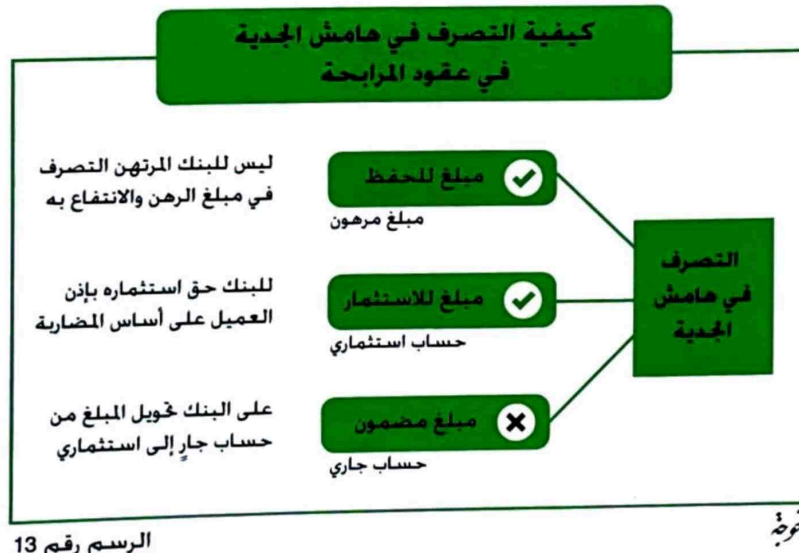 كيفية التصرف في هامش الجدية
في عقود المرابحة
التصرف
في هامش
الجدية
مبلغ للحفظ
مبلغ مرهون
ليس للبنك المرتهن التصرف
في مبلغ الرهن والانتفاع به
مبلغ للاستثمار
حساب استثماري
للبنك حق استثماره بإذن
العميل على أساس المضاربة
مبلغ مضمون
حساب جاري
على البنك تحويل المبلغ من
حساب جارٍ إلى استثماري
الرسم رقم 13